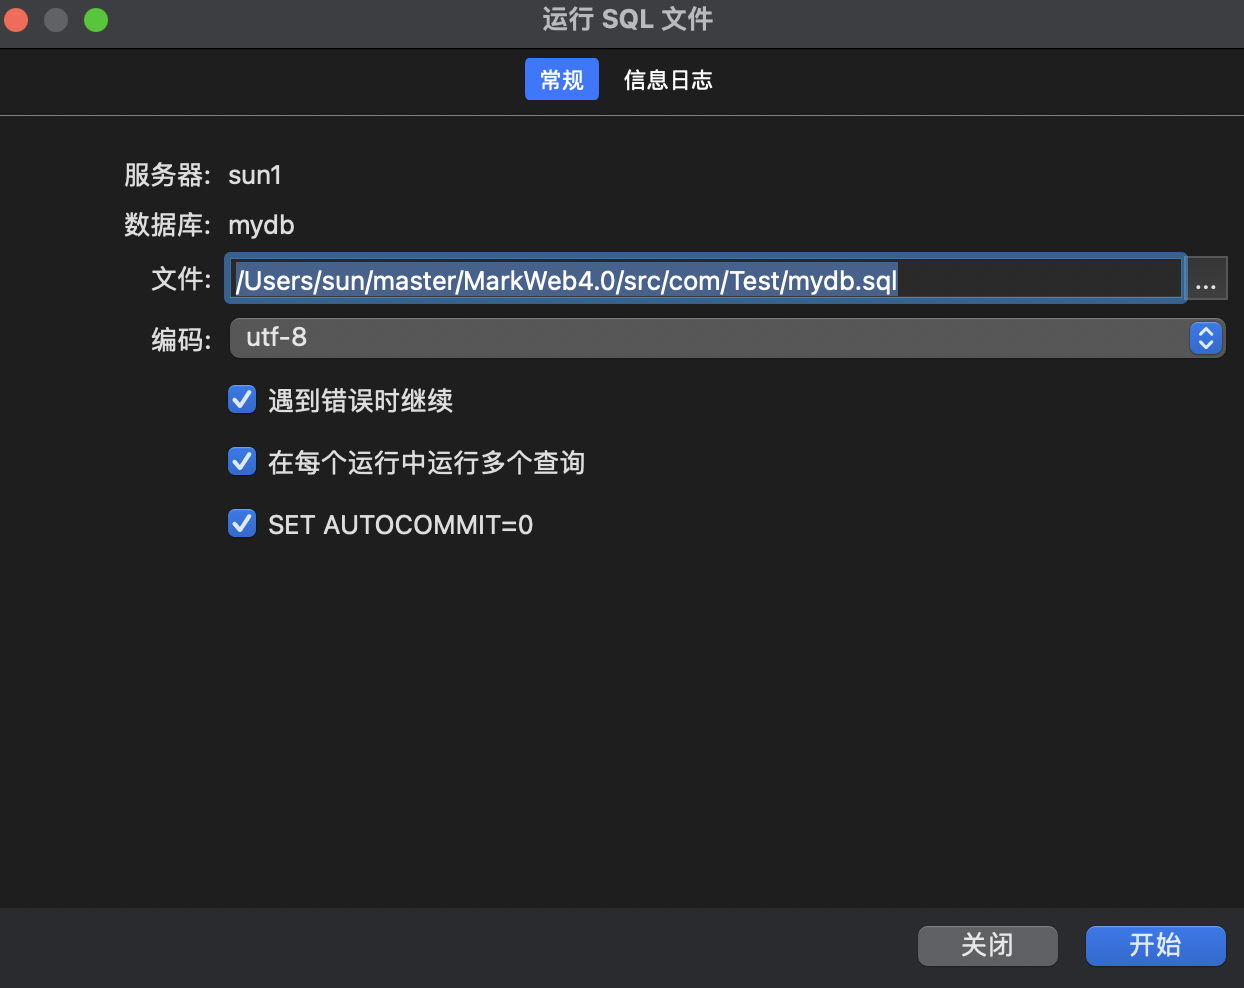 运行 SQL 文件
常规 信息日志
服务器: sun1
数据库: mydb
文件: /Users/sun/master/MarkWeb4.0/src/com/Test/mydb.sql ...
编码: utf-8
遇到错误时继续
在每个运行中运行多个查询
SET AUTOCOMMIT=0
关闭 开始